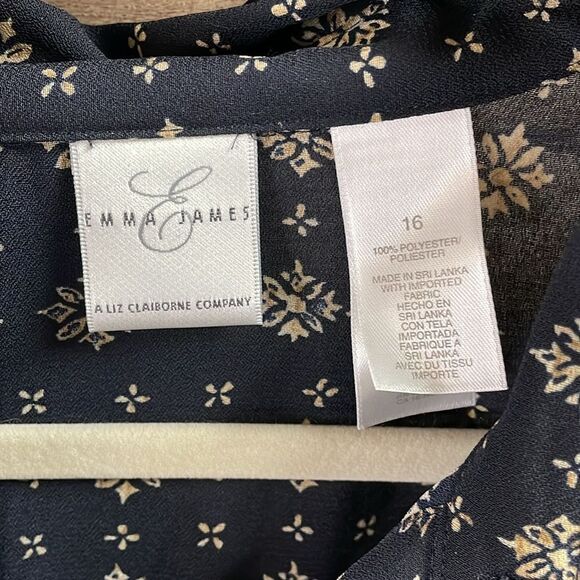 E
EMMA JAMES
A LIZ CLAIBORNE COMPANY
16
100% POLYESTER/
POLIESTER
MADE IN SRI LANKA
WITH IMPORTED
FABRIC
HECHO EN
SRI LANKA
CON TELA
IMPORTADA
FABRIQUE A
SRI LANKA
AVEC DU TISSU
IMPORTE